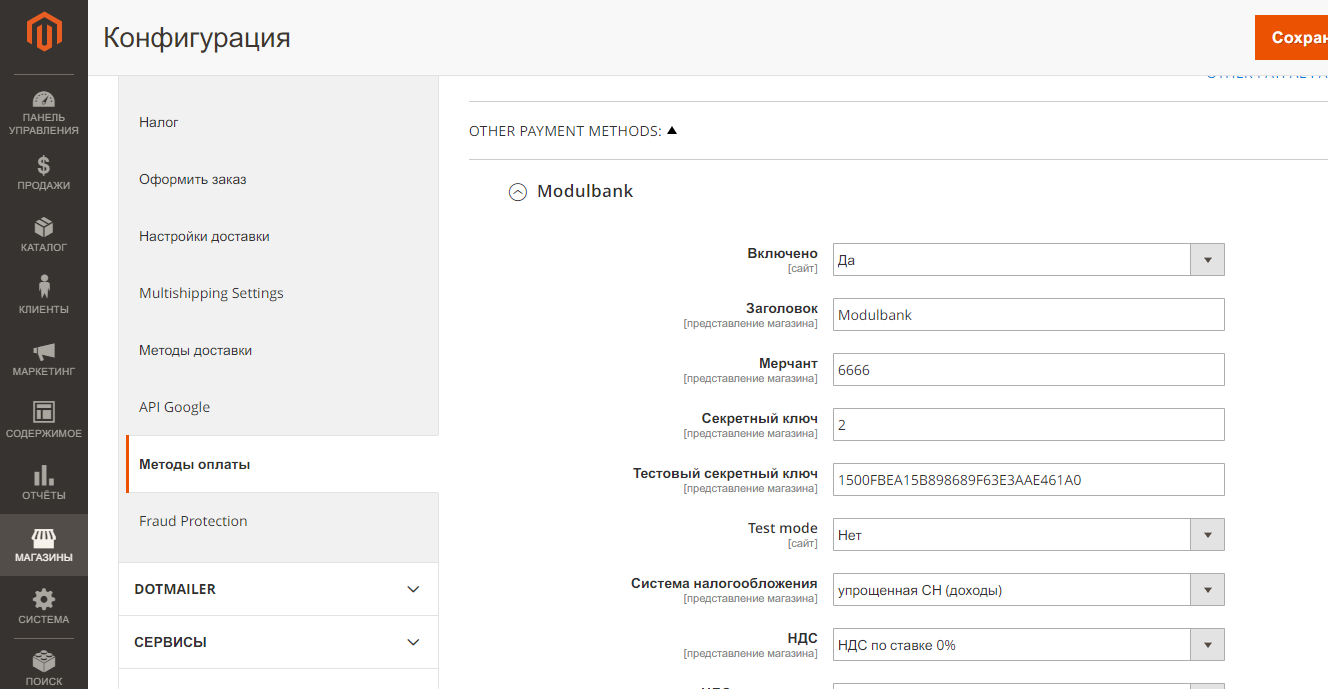 Конфигурация
ПАНЕЛЬ
УПРАВЛЕНИЯ
ПРОДАЖИ
КАТАЛОГ
КЛИЕНТЫ
МАРКЕТИНГ
СОДЕРЖИМОЕ
ОТЧЁТЫ
МАГАЗИНЫ
СИСТЕМА
ПОИСК
Налог
Оформить заказ
Настройки доставки
Multishipping Settings
Методы доставки
API Google
Методы оплаты
Fraud Protection
DOTMAILER
СЕРВИСЫ
OTHER PAYMENT METHODS:
Modulbank
Включено
[сайт]
Да
Заголовок
[представление магазина]
Modulbank
Мерчант
[представление магазина]
6666
Секретный ключ
[представление магазина]
2
Тестовый секретный ключ
[представление магазина]
1500FBEA15B898689F63E3AAE461A0
Test mode
[сайт]
Нет
Система налогообложения
[представление магазина]
упрощенная СН (доходы)
НДС
[представление магазина]
НДС по ставке 0%